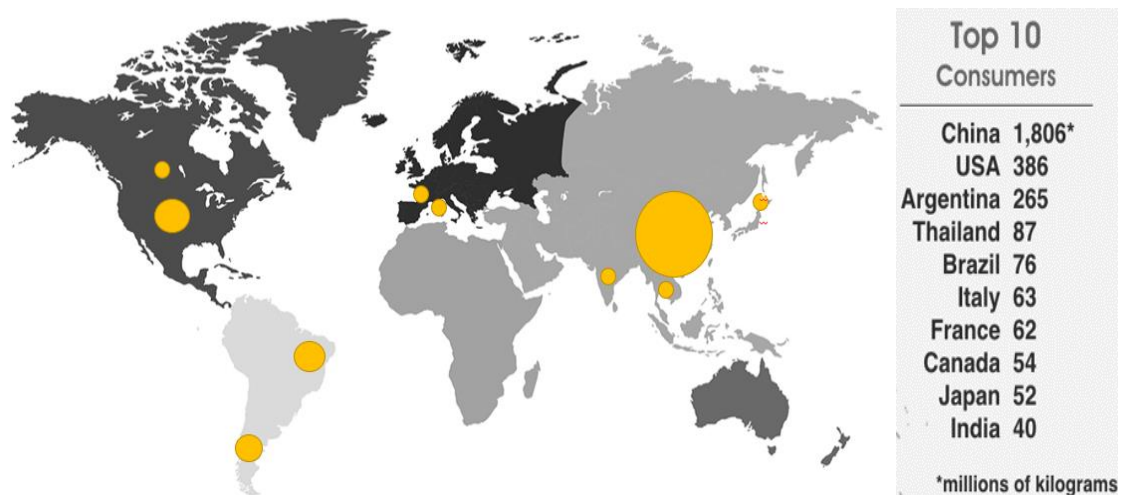 Top 10
Consumers
China 1,806*
USA 386
Argentina 265
Thailand 87
Brazil 76
Italy 63
France 62
Canada 54
Japan 52
India 40
*millions of kilograms